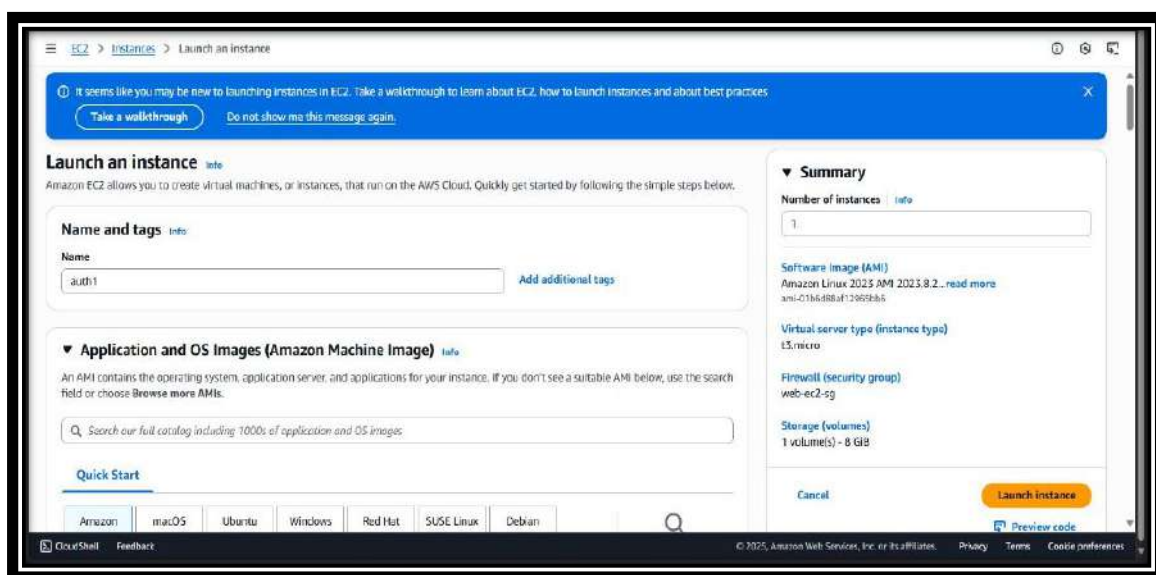 EC2 > Instances > Launch an instance
It seems like you may be new to launching instances in EC2. Take a walkthrough to learn about EC2, how to launch instances and about best practices
Take a walkthrough
Do not show me this message again.
Launch an instance Info
Amazon EC2 allows you to create virtual machines, or instances, that run on the AWS Cloud. Quickly get started by following the simple steps below.
Name and tags Info
Name
auth1
Add additional tags
Application and OS Images (Amazon Machine Image) Info
An AMI contains the operating system, application server, and applications for your instance. If you don't see a suitable AMI below, use the search
field or choose Browse more AMIs.
Search our full catalog including 1000s of application and OS images
Quick Start
Amazon
macOS
Ubuntu
Windows
Red Hat
SUSE Linux
Debian
Summary
Number of instances Info
1
Software Image (AMI)
Amazon Linux 2023 AMI 2023.8.2...read more
Virtual server type (instance type)
t3.micro
Firewall (security group)
web-ec2-sg
Storage (volumes)
1 volume(s) - 8 GiB
Cancel
Launch instance
Preview code
CloudShell Feedback
© 2025, Amazon Web Services, Inc. or its affiliates. Privacy Terms Cookie preferences